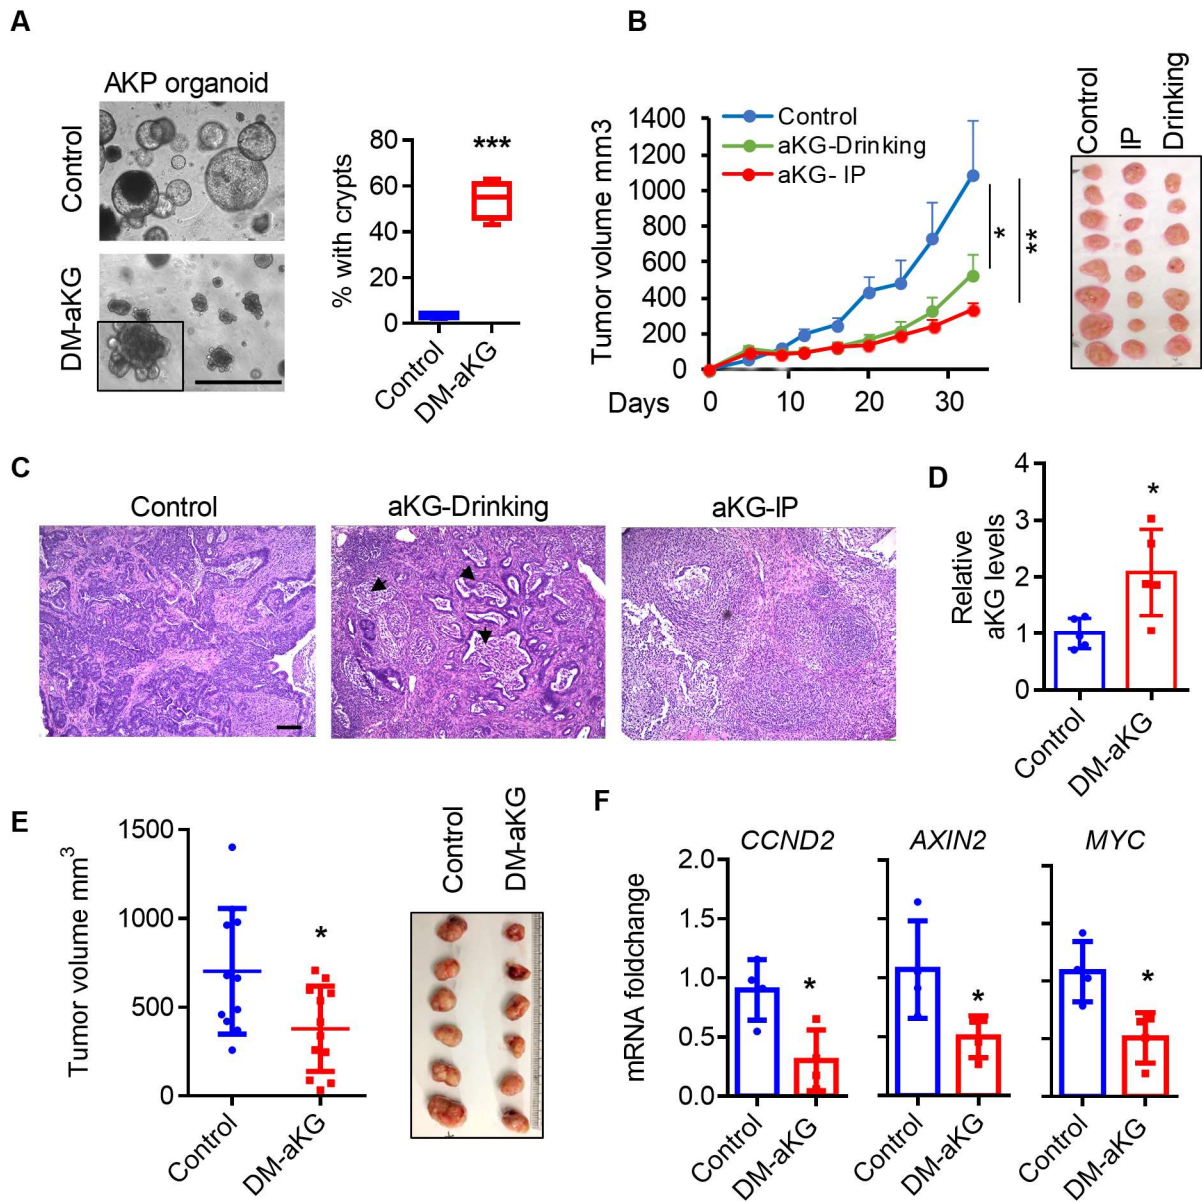 A
AKP organoid
Control
DM-aKG
% with crypts
80
60
40
20
0
***
Control
DM-aKG
B
Tumor volume mm3
1400
1200
1000
800
600
400
200
0
Control
aKG-Drinking
aKG- IP
*
**
Days
0
10
20
30
Control
IP
Drinking
C
Control
aKG-Drinking
aKG-IP
D
Relative
aKG levels
4
3
2
1
0
*
Control
DM-aKG
E
Tumor volume mm³
1500
1000
500
0
*
Control
DM-aKG
Control
DM-aKG
F
mRNA foldchange
2.0
1.5
1.0
0.5
0.0
CCND2
*
Control
DM-aKG
AXIN2
*
Control
DM-aKG
MYC
*
Control
DM-aKG